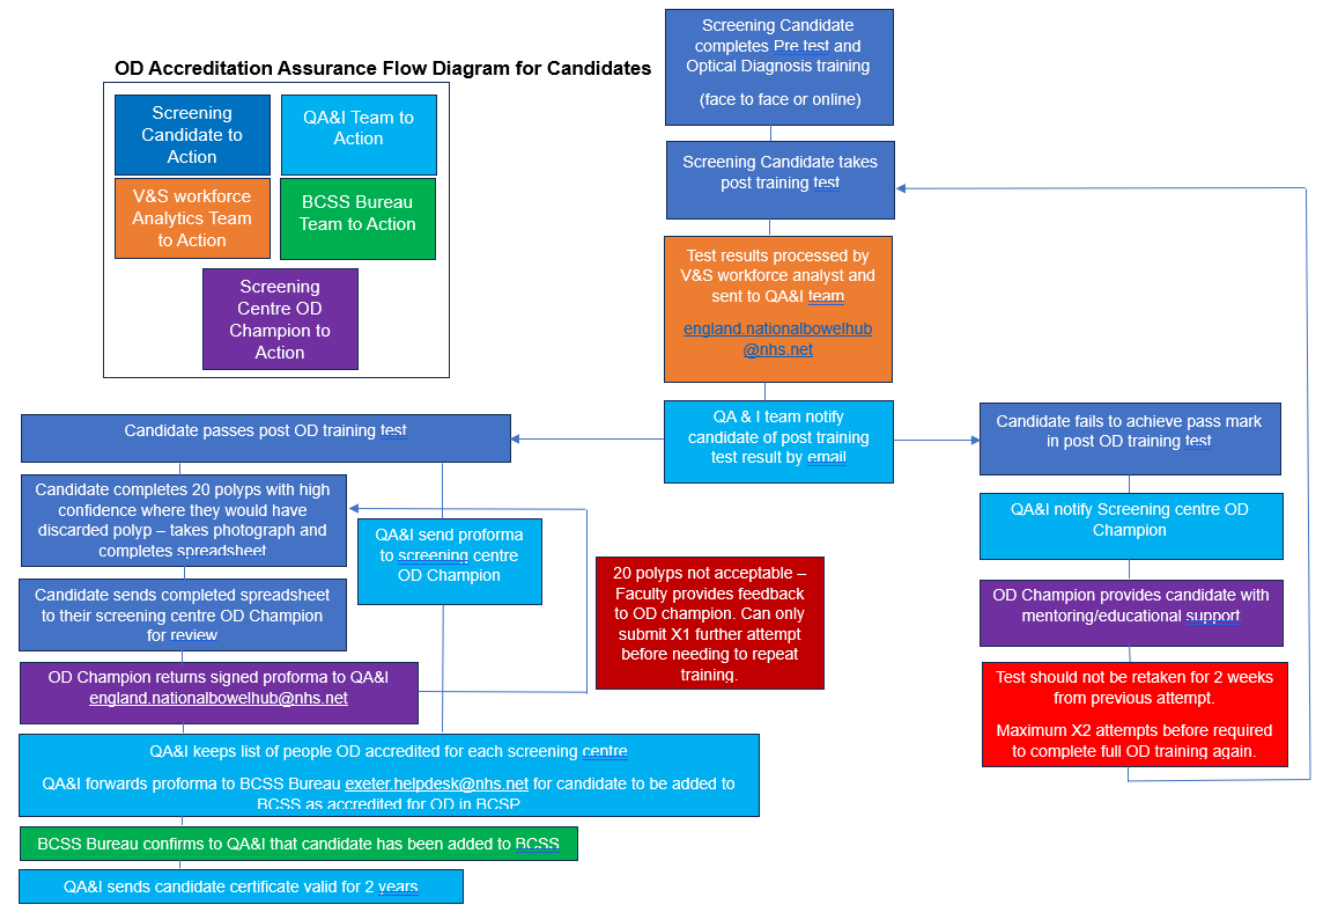 OD Accreditation Assurance Flow Diagram for Candidates
Screening
Candidate to
Action
QA&I Team to
Action
V&S workforce
Analytics Team
to Action
BCSS Bureau
Team to Action
Screening
Centre OD
Champion to
Action
Screening Candidate
completes Pre test and
Optical Diagnosis training
(face to face or online)
Screening Candidate takes
post training test
Test results processed by
V&S workforce analyst and
sent to QA&I team
england.nationalbowelhub
@nhs.net
QA & I team notify
candidate of post training
test result by email
Candidate passes post OD training test
Candidate completes 20 polyps with high
confidence where they would have
discarded polyp – takes photograph and
completes spreadsheet
Candidate sends completed spreadsheet
to their screening centre OD Champion
for review
OD Champion returns signed proforma to QA&I
england.nationalbowelhub@nhs.net
QA&I send proforma
to screening centre
OD Champion
20 polyps not acceptable –
Faculty provides feedback
to OD champion. Can only
submit X1 further attempt
before needing to repeat
training.
QA&I keeps list of people OD accredited for each screening centre
QA&I forwards proforma to BCSS Bureau exeter.helpdesk@nhs.net for candidate to be added to
BCSS as accredited for OD in BCSP
BCSS Bureau confirms to QA&I that candidate has been added to BCSS
QA&I sends candidate certificate valid for 2 years
Candidate fails to achieve pass mark
in post OD training test
QA&I notify Screening centre OD
Champion
OD Champion provides candidate with
mentoring/educational support
Test should not be retaken for 2 weeks
from previous attempt.
Maximum X2 attempts before required
to complete full OD training again.